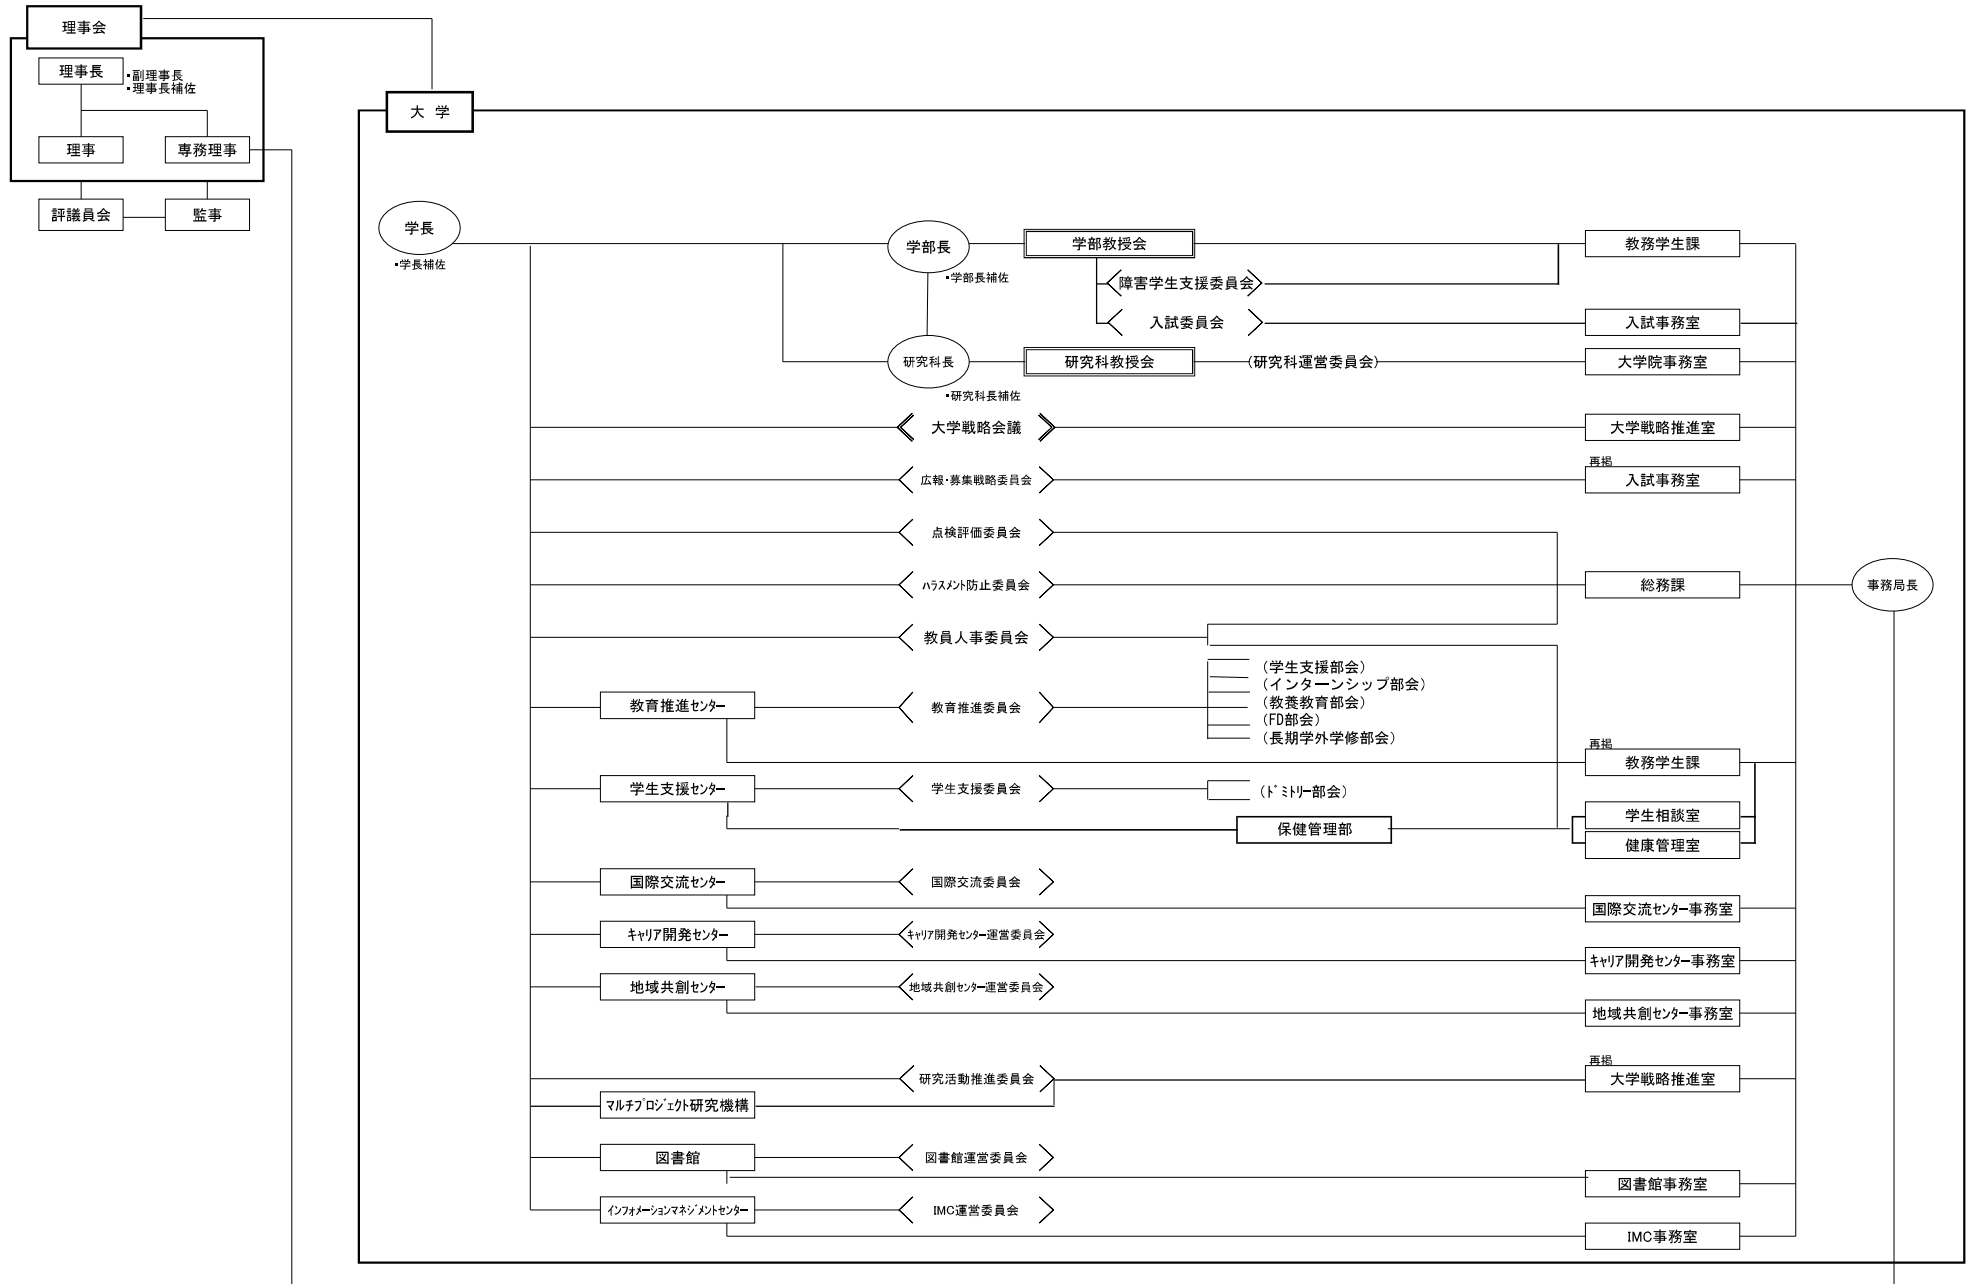 理事会
理事長
・副理事長
・理事長補佐
理事
専務理事
評議員会
監事
大 学
学長
・学長補佐
学部長
・学部長補佐
学部教授会
教務学生課
障害学生支援委員会
入試委員会
入試事務室
研究科長
・研究科長補佐
研究科教授会
(研究科運営委員会)
大学院事務室
大学戦略会議
大学戦略推進室
広報・募集戦略委員会
再掲
入試事務室
点検評価委員会
ハラスメント防止委員会
総務課
事務局長
教員人事委員会
教育推進センター
教育推進委員会
(学生支援部会)
(インターンシップ部会)
(教養教育部会)
(FD部会)
(長期学外学修部会)
再掲
教務学生課
学生支援センター
学生支援委員会
(ドミトリー部会)
保健管理部
学生相談室
健康管理室
国際交流センター
国際交流委員会
国際交流センター事務室
キャリア開発センター
キャリア開発センター運営委員会
キャリア開発センター事務室
地域共創センター
地域共創センター運営委員会
地域共創センター事務室
研究活動推進委員会
再掲
大学戦略推進室
マルチプロジェクト研究機構
図書館
図書館運営委員会
図書館事務室
インフォメーションマネジメントセンター
IMC運営委員会
IMC事務室